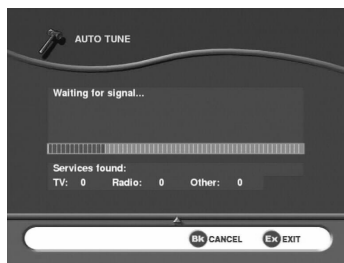 AUTO TUNE
Waiting for signal...
Services found:
TV: 0 Radio: 0 Other: 0
Bk CANCEL Ex EXIT